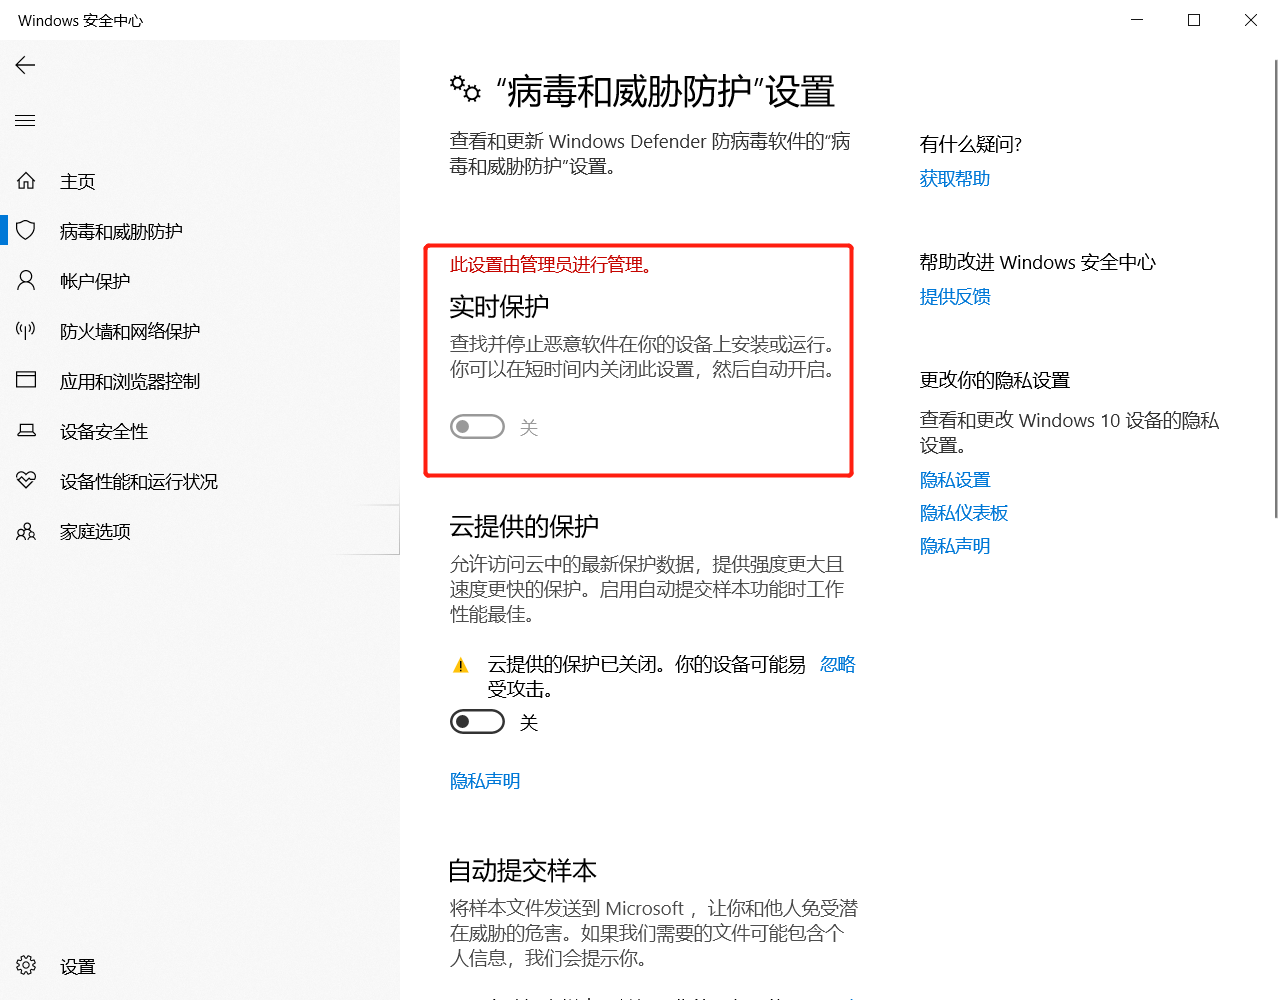 Windows 安全中心
主页
病毒和威胁防护
帐户保护
防火墙和网络保护
应用和浏览器控制
设备安全性
设备性能和运行状况
家庭选项
设置
“病毒和威胁防护”设置
查看和更新 Windows Defender 防病毒软件的“病
毒和威胁防护”设置。
此设置由管理员进行管理。
实时保护
查找并停止恶意软件在你的设备上安装或运行。
你可以在短时间内关闭此设置，然后自动开启。
关
云提供的保护
允许访问云中的最新保护数据，提供强度更大且
速度更快的保护。启用自动提交样本功能时工作
性能最佳。
云提供的保护已关闭。你的设备可能易 忽略
受攻击。
关
隐私声明
自动提交样本
将样本文件发送到 Microsoft，让你和他人免受潜
在威胁的危害。如果我们需要的文件可能包含个
人信息，我们会提示你。
有什么疑问?
获取帮助
帮助改进 Windows 安全中心
提供反馈
更改你的隐私设置
查看和更改 Windows 10 设备的隐私
设置。
隐私设置
隐私仪表板
隐私声明